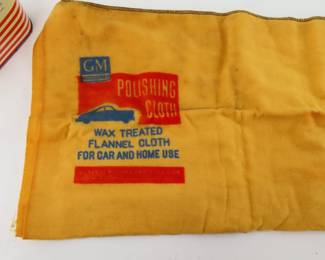 GM
POLISHING
CLOTH
WAX TREATED
FLANNEL CLOTH
FOR CAR AND HOME USE